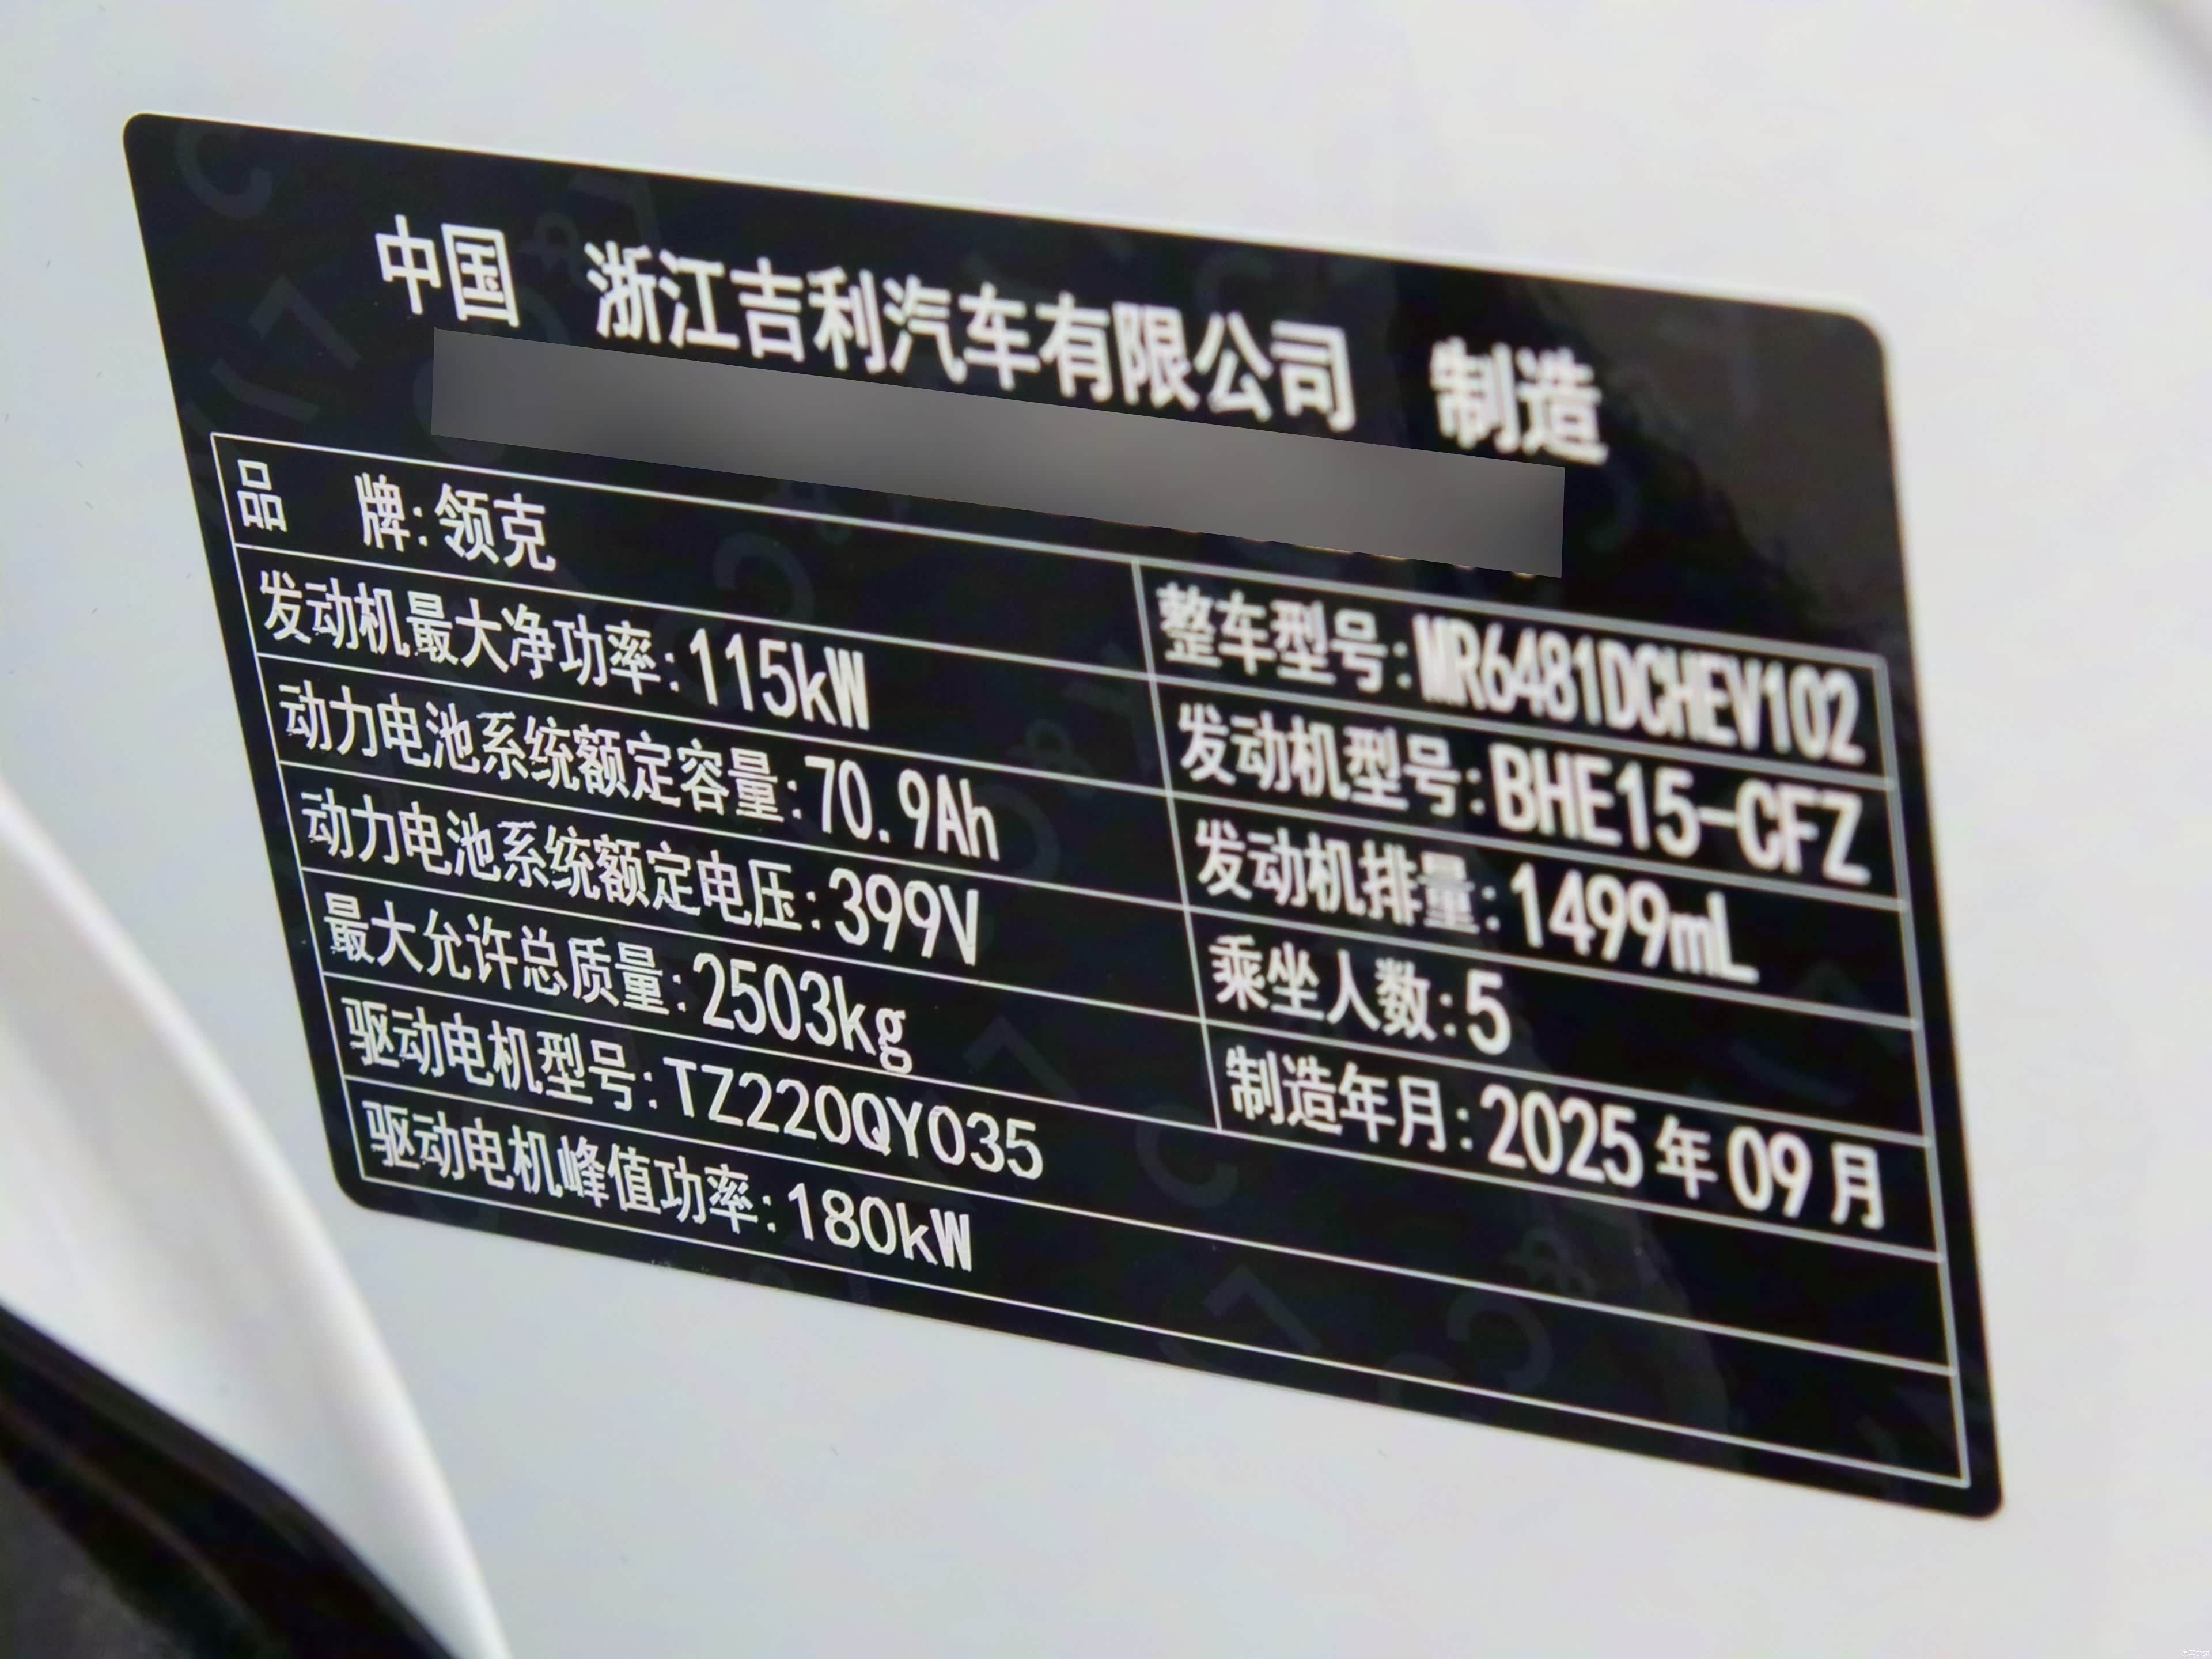 中国 浙江吉利汽车有限公司 制造
品 牌:领克 整车型号:MR6481DCHEV102
发动机最大净功率:115kW 发动机型号:BHE15-CFZ
动力电池系统额定容量:70.9Ah 发动机排量:1499mL
动力电池系统额定电压:399V 乘坐人数:5
最大允许总质量:2503kg 制造年月:2025年09月
驱动电机型号:TZ220QY035
驱动电机峰值功率:180kW
汽车之家